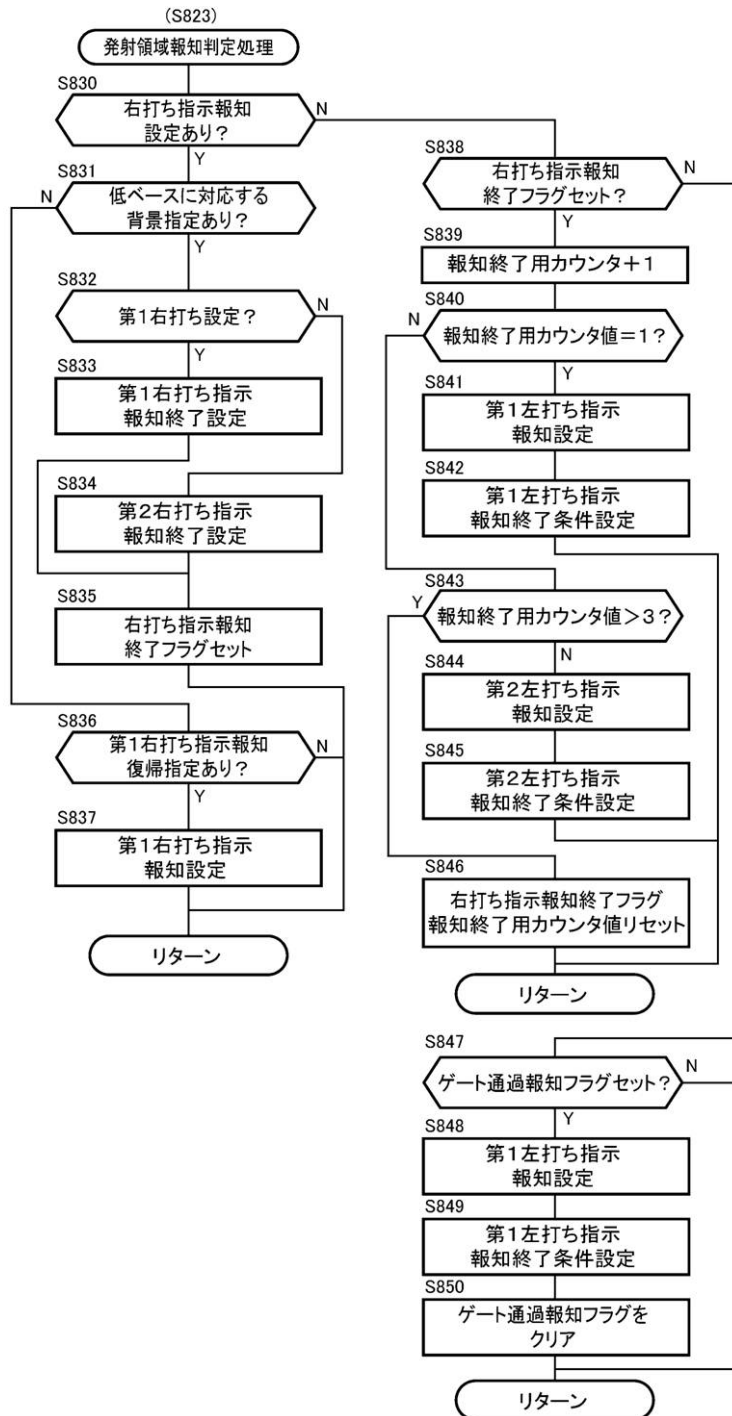 (S823)
発射領域報知判定処理
S830
右打ち指示報知
設定あり?
N
Y
S831
低ベースに対応する
背景指定あり?
N
Y
S832
第1右打ち設定?
N
Y
S833
第1右打ち指示
報知終了設定
S834
第2右打ち指示
報知終了設定
S835
右打ち指示報知
終了フラグセット
S836
第1右打ち指示報知
復帰指定あり?
N
Y
S837
第1右打ち指示
報知設定
リターン
S838
右打ち指示報知
終了フラグセット?
N
Y
S839
報知終了用カウンタ+1
S840
報知終了用カウンタ値=1?
N
Y
S841
第1左打ち指示
報知設定
S842
第1左打ち指示
報知終了条件設定
S843
報知終了用カウンタ値>3?
Y
N
S844
第2左打ち指示
報知設定
S845
第2左打ち指示
報知終了条件設定
S846
右打ち指示報知終了フラグ
報知終了用カウンタ値リセット
リターン
S847
ゲート通過報知フラグセット?
N
Y
S848
第1左打ち指示
報知設定
S849
第1左打ち指示
報知終了条件設定
S850
ゲート通過報知フラグを
クリア
リターン